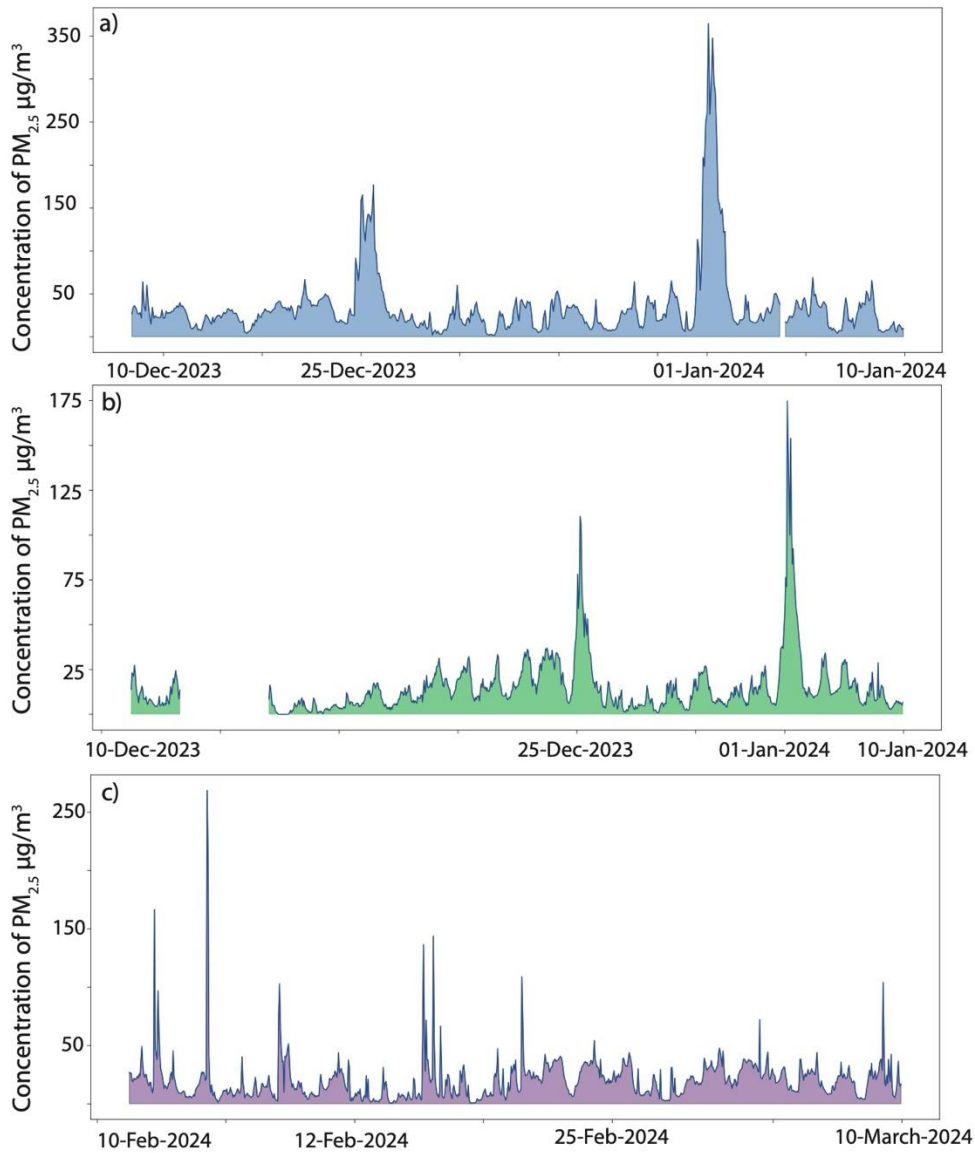 a)
Concentration of PM2.5 µg/m³
350
250
150
50
10-Dec-2023 25-Dec-2023 01-Jan-2024 10-Jan-2024
b)
Concentration of PM2.5 µg/m³
175
125
75
25
10-Dec-2023 25-Dec-2023 01-Jan-2024 10-Jan-2024
c)
Concentration of PM2.5 µg/m³
250
150
50
10-Feb-2024 12-Feb-2024 25-Feb-2024 10-March-2024